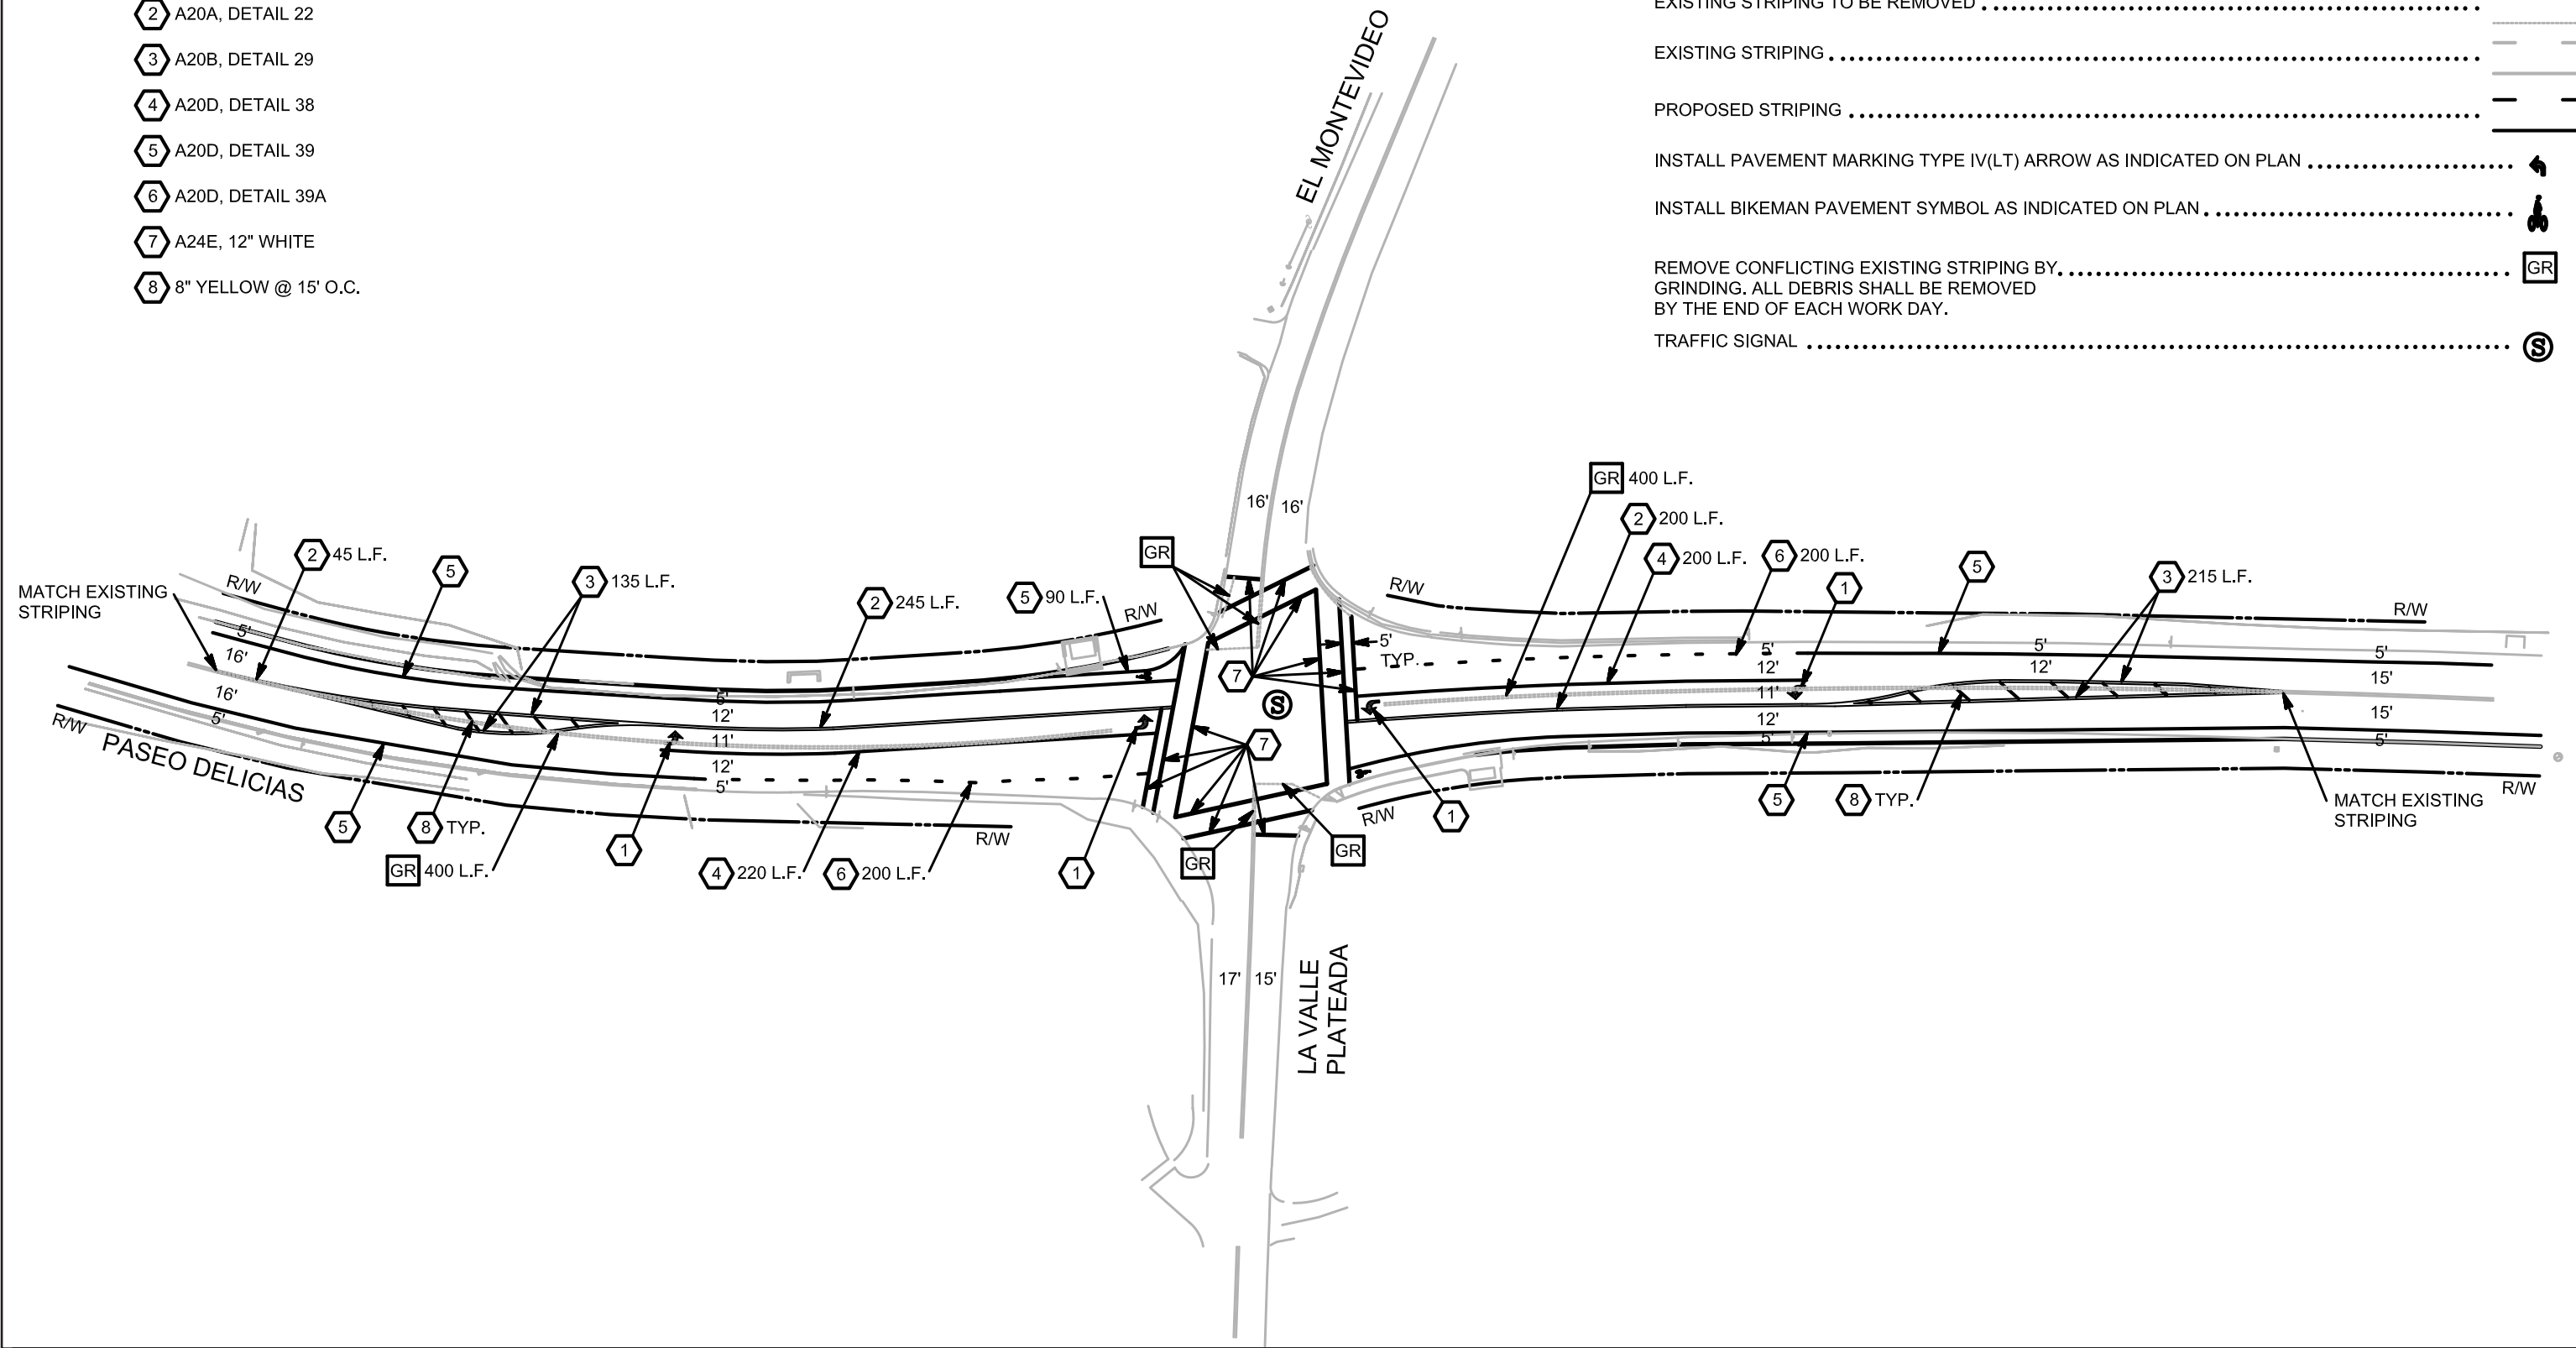 2 A20A, DETAIL 22
3 A20B, DETAIL 29
4 A20D, DETAIL 38
5 A20D, DETAIL 39
6 A20D, DETAIL 39A
7 A24E, 12" WHITE
8 8" YELLOW @ 15' O.C.
EXISTING STRIPING TO BE REMOVED
EXISTING STRIPING
PROPOSED STRIPING
INSTALL PAVEMENT MARKING TYPE IV(LT) ARROW AS INDICATED ON PLAN
INSTALL BIKEMAN PAVEMENT SYMBOL AS INDICATED ON PLAN
REMOVE CONFLICTING EXISTING STRIPING BY GR
GRINDING. ALL DEBRIS SHALL BE REMOVED
BY THE END OF EACH WORK DAY.
TRAFFIC SIGNAL S
EL MONTEVIDEO
16' 16'
GR 400 L.F.
2 200 L.F.
4 200 L.F.
6 200 L.F.
1
5
3 215 L.F.
MATCH EXISTING
STRIPING
2 45 L.F.
5
3 135 L.F.
2 245 L.F.
5 90 L.F.
GR
R/W
R/W
R/W
R/W
5'
16'
16'
5'
5'
12'
11'
12'
5'
7
S
7
5'
TYP.
5'
12'
11'
12'
5'
5'
12'
5'
15'
15'
5'
R/W
PASEO DELICIAS
5
8 TYP.
GR 400 L.F.
1
4 220 L.F.
6 200 L.F.
R/W
1
GR
GR
R/W
1
5
8 TYP.
MATCH EXISTING
STRIPING
R/W
17' 15'
LA VALLE
PLATEADA